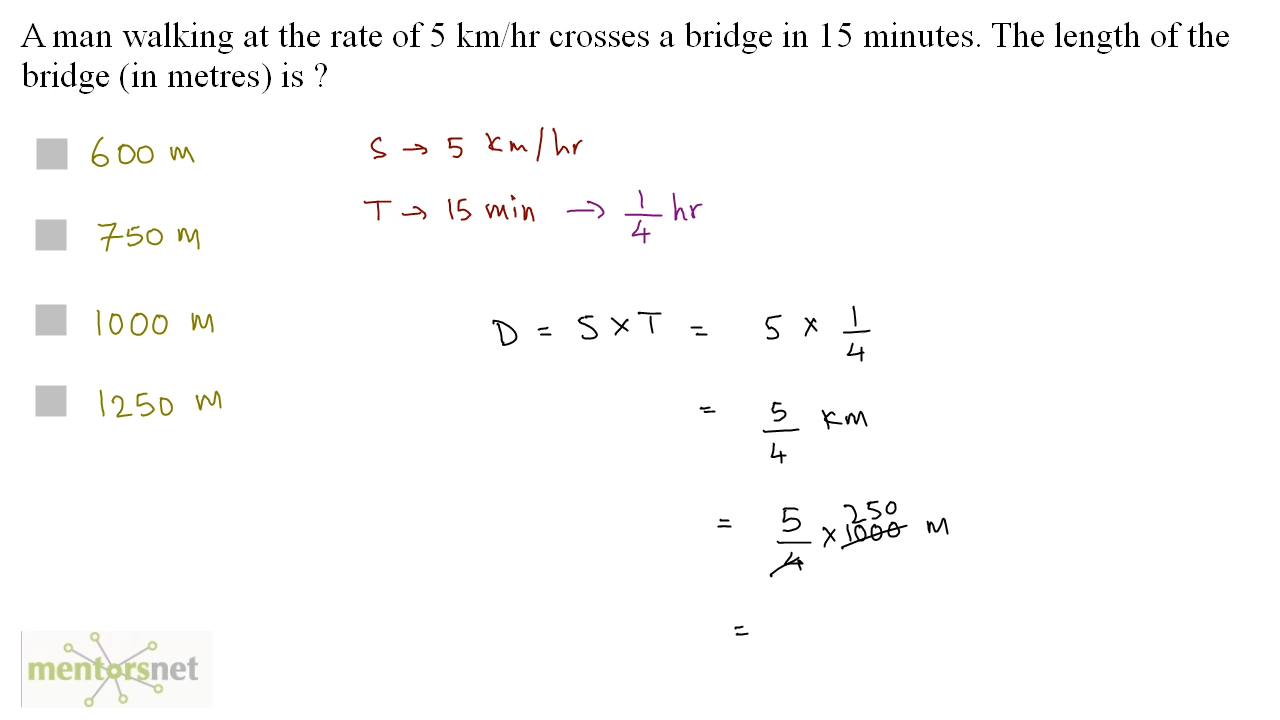 A man walking at the rate of 5 km/hr crosses a bridge in 15 minutes. The length of the
bridge (in metres) is ?
600 m
750 m
1000 m
1250 m
S → 5 km/hr
T → 15 min → 1/4 hr
D = S × T = 5 × 1/4
= 5/4 km
= 5/4 × 1000 250 m
=
mentorsnet